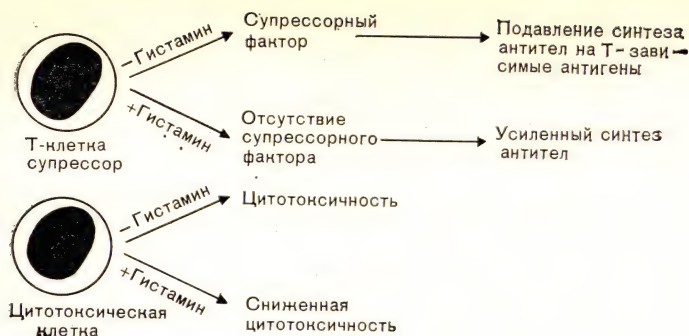 — Гистамин
Супрессорный
фактор
Подавление синтеза
антител на Т-зави-
симые антигены
+Гистамин
Отсутствие
супрессорного
фактора
Усиленный синтез
антител
Т-клетка
супрессор
— Гистамин
Цитотоксичность
+Гистамин
Сниженная
цитотоксичность
Цитотоксическая
клетка